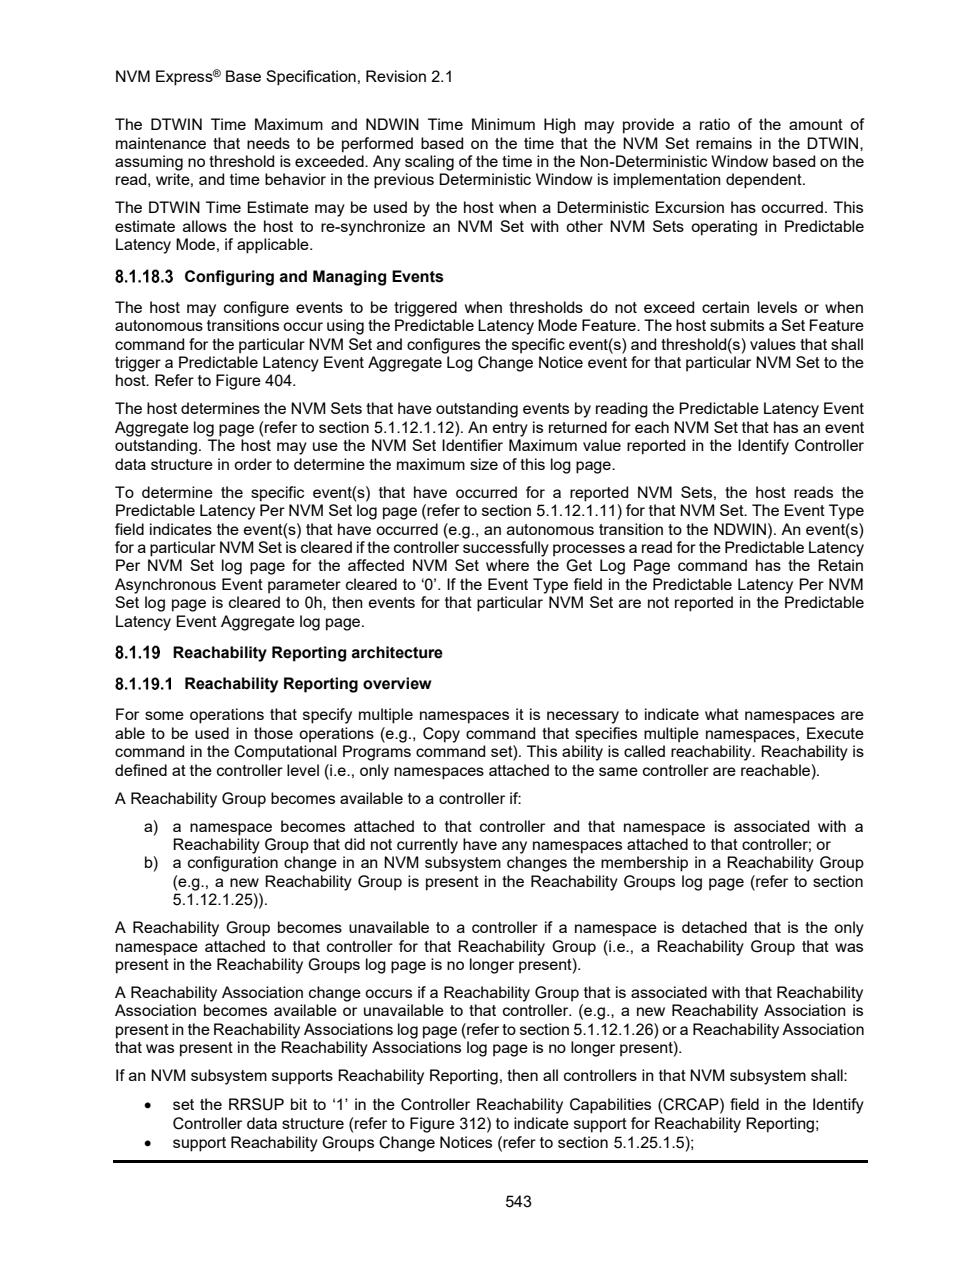 NVM Express® Base Specification, Revision 2.1
The DTWIN Time Maximum and NDWIN Time Minimum High may provide a ratio of the amount of
maintenance that needs to be performed based on the time that the NVM Set remains in the DTWIN,
assuming no threshold is exceeded. Any scaling of the time in the Non-Deterministic Window based on the
read, write, and time behavior in the previous Deterministic Window is implementation dependent.
The DTWIN Time Estimate may be used by the host when a Deterministic Excursion has occurred. This
estimate allows the host to re-synchronize an NVM Set with other NVM Sets operating in Predictable
Latency Mode, if applicable.
8.1.18.3 Configuring and Managing Events
The host may configure events to be triggered when thresholds do not exceed certain levels or when
autonomous transitions occur using the Predictable Latency Mode Feature. The host submits a Set Feature
command for the particular NVM Set and configures the specific event(s) and threshold(s) values that shall
trigger a Predictable Latency Event Aggregate Log Change Notice event for that particular NVM Set to the
host. Refer to Figure 404.
The host determines the NVM Sets that have outstanding events by reading the Predictable Latency Event
Aggregate log page (refer to section 5.1.12.1.12). An entry is returned for each NVM Set that has an event
outstanding. The host may use the NVM Set Identifier Maximum value reported in the Identify Controller
data structure in order to determine the maximum size of this log page.
To determine the specific event(s) that have occurred for a reported NVM Sets, the host reads the
Predictable Latency Per NVM Set log page (refer to section 5.1.12.1.11) for that NVM Set. The Event Type
field indicates the event(s) that have occurred (e.g., an autonomous transition to the NDWIN). An event(s)
for a particular NVM Set is cleared if the controller successfully processes a read for the Predictable Latency
Per NVM Set log page for the affected NVM Set where the Get Log Page command has the Retain
Asynchronous Event parameter cleared to ‘0’. If the Event Type field in the Predictable Latency Per NVM
Set log page is cleared to 0h, then events for that particular NVM Set are not reported in the Predictable
Latency Event Aggregate log page.
8.1.19 Reachability Reporting architecture
8.1.19.1 Reachability Reporting overview
For some operations that specify multiple namespaces it is necessary to indicate what namespaces are
able to be used in those operations (e.g., Copy command that specifies multiple namespaces, Execute
command in the Computational Programs command set). This ability is called reachability. Reachability is
defined at the controller level (i.e., only namespaces attached to the same controller are reachable).
A Reachability Group becomes available to a controller if:
a) a namespace becomes attached to that controller and that namespace is associated with a
Reachability Group that did not currently have any namespaces attached to that controller; or
b) a configuration change in an NVM subsystem changes the membership in a Reachability Group
(e.g., a new Reachability Group is present in the Reachability Groups log page (refer to section
5.1.12.1.25)).
A Reachability Group becomes unavailable to a controller if a namespace is detached that is the only
namespace attached to that controller for that Reachability Group (i.e., a Reachability Group that was
present in the Reachability Groups log page is no longer present).
A Reachability Association change occurs if a Reachability Group that is associated with that Reachability
Association becomes available or unavailable to that controller. (e.g., a new Reachability Association is
present in the Reachability Associations log page (refer to section 5.1.12.1.26) or a Reachability Association
that was present in the Reachability Associations log page is no longer present).
If an NVM subsystem supports Reachability Reporting, then all controllers in that NVM subsystem shall:
• set the RRSUP bit to ‘1’ in the Controller Reachability Capabilities (CRCAP) field in the Identify
Controller data structure (refer to Figure 312) to indicate support for Reachability Reporting;
• support Reachability Groups Change Notices (refer to section 5.1.25.1.5);
543